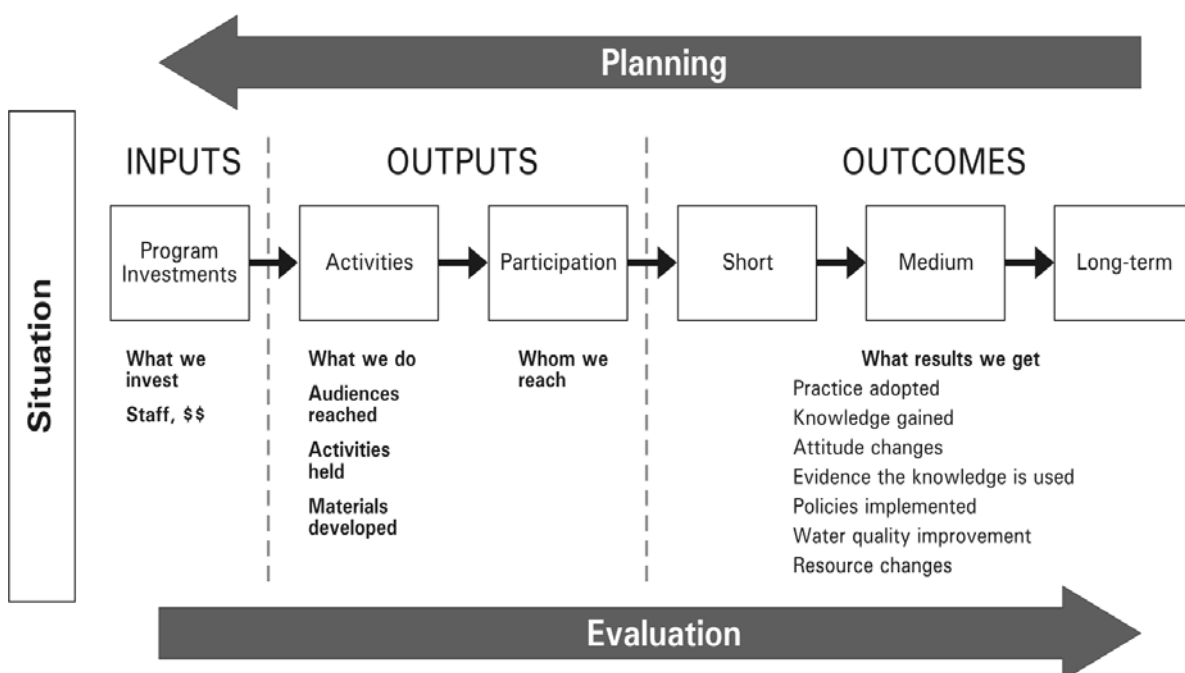 Planning
Situation
INPUTS
OUTPUTS
OUTCOMES
Program
Investments
Activities
Participation
Short
Medium
Long-term
What we
invest
Staff, $$
What we do
Audiences
reached
Activities
held
Materials
developed
Whom we
reach
What results we get
Practice adopted
Knowledge gained
Attitude changes
Evidence the knowledge is used
Policies implemented
Water quality improvement
Resource changes
Evaluation